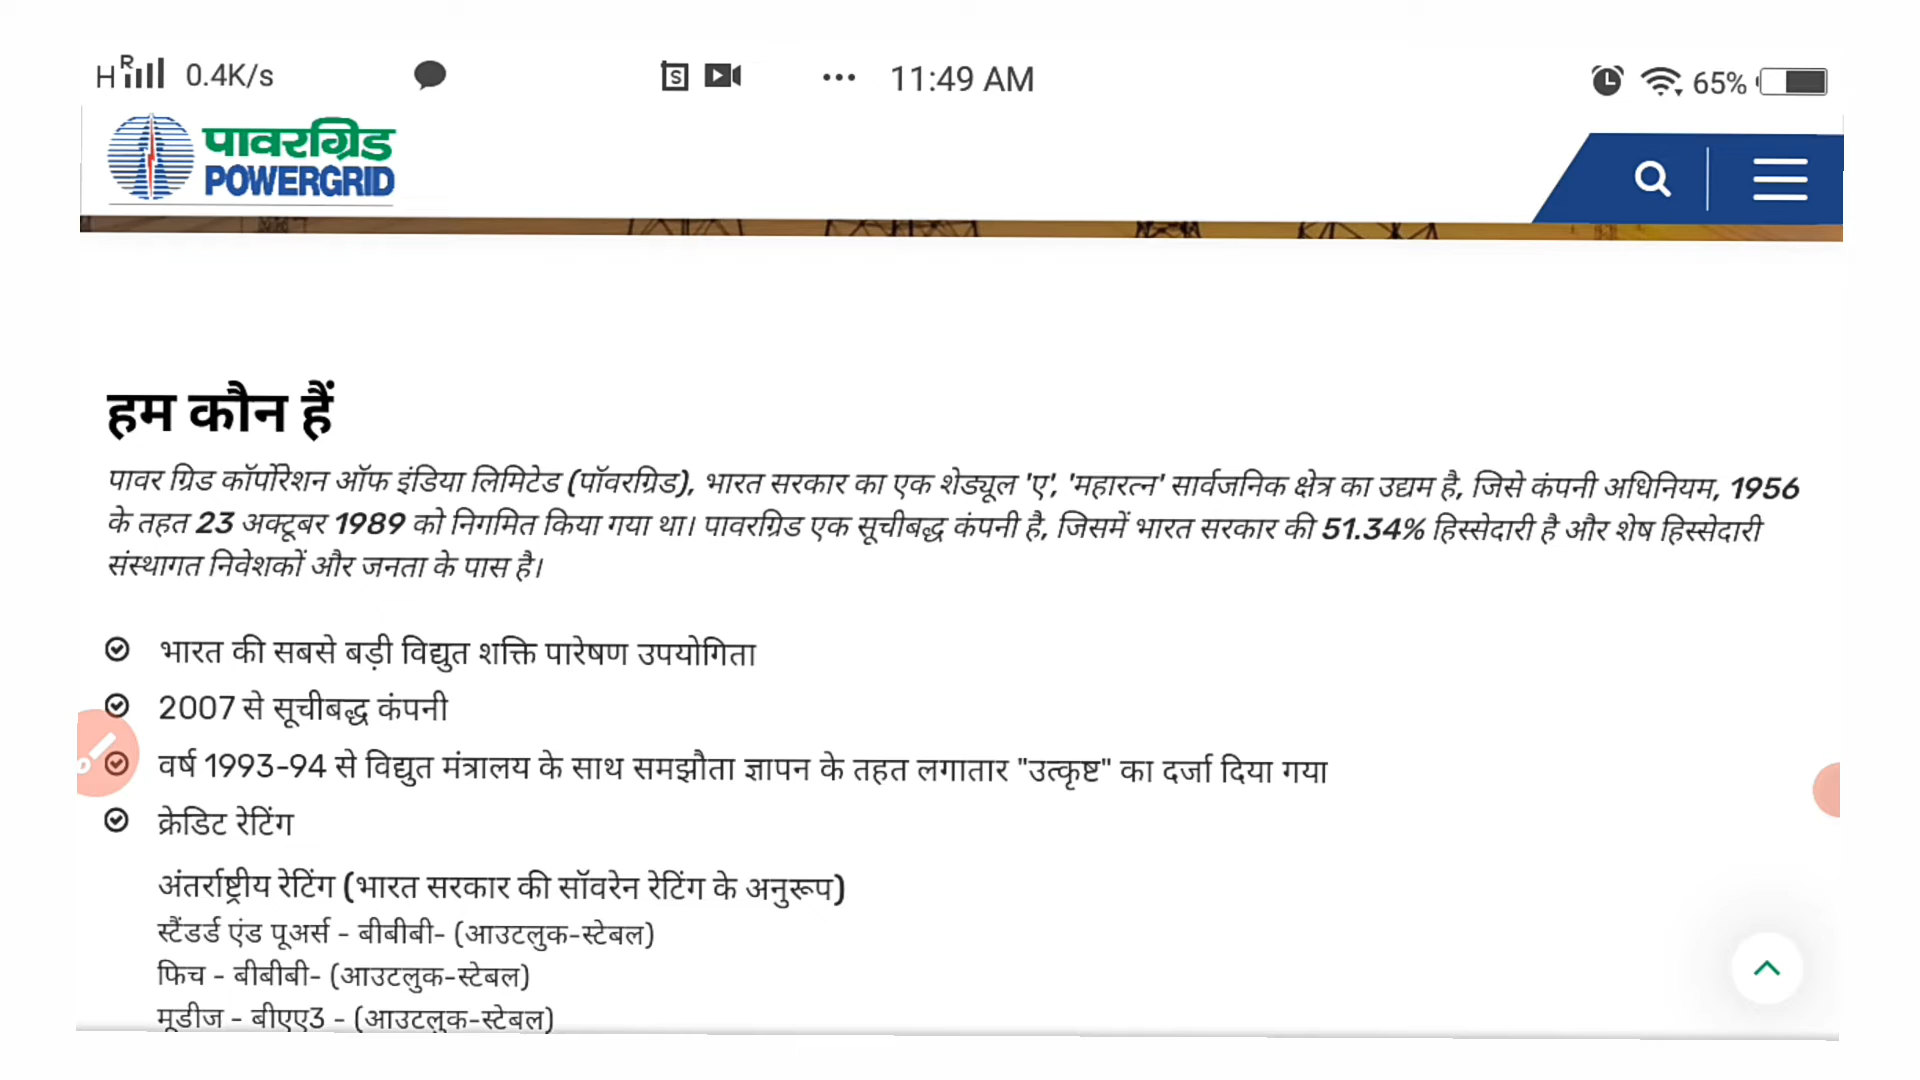 HR 0.4K/s S ... 11:49 AM 65%
पावरग्रिड
POWERGRID
हम कौन हैं
पावर ग्रिड कॉर्पोरेशन ऑफ इंडिया लिमिटेड (पॉवरग्रिड), भारत सरकार का एक शेड्यूल 'ए', 'महारत्न' सार्वजनिक क्षेत्र का उद्यम है, जिसे कंपनी अधिनियम, 1956
के तहत 23 अक्टूबर 1989 को निगमित किया गया था। पावरग्रिड एक सूचीबद्ध कंपनी है, जिसमें भारत सरकार की 51.34% हिस्सेदारी है और शेष हिस्सेदारी
संस्थागत निवेशकों और जनता के पास है।
भारत की सबसे बड़ी विद्युत शक्ति पारेषण उपयोगिता
2007 से सूचीबद्ध कंपनी
वर्ष 1993-94 से विद्युत मंत्रालय के साथ समझौता ज्ञापन के तहत लगातार "उत्कृष्ट" का दर्जा दिया गया
क्रेडिट रेटिंग
अंतर्राष्ट्रीय रेटिंग (भारत सरकार की सॉवरेन रेटिंग के अनुरूप)
स्टैंडर्ड एंड पूअर्स - बीबीबी- (आउटलुक-स्टेबल)
फिच - बीबीबी- (आउटलुक-स्टेबल)
मूडीज - बीएए3 - (आउटलुक-स्टेबल)